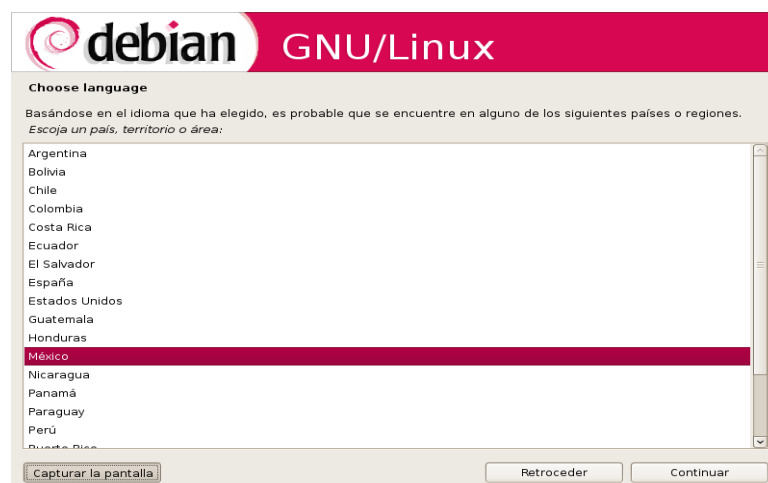 debian GNU/Linux
Choose language
Basándose en el idioma que ha elegido, es probable que se encuentre en alguno de los siguientes países o regiones.
Escoja un país, territorio o área:
Argentina
Bolivia
Chile
Colombia
Costa Rica
Ecuador
El Salvador
España
Estados Unidos
Guatemala
Honduras
México
Nicaragua
Panamá
Paraguay
Perú
Puerto Rico
Capturar la pantalla Retroceder Continuar